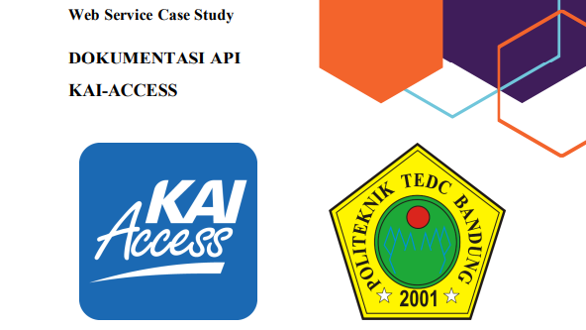 Web Service Case Study
DOKUMENTASI API
KAI-ACCESS
KAI
Access
POLITEKNIK TEDC BANDUNG
2001